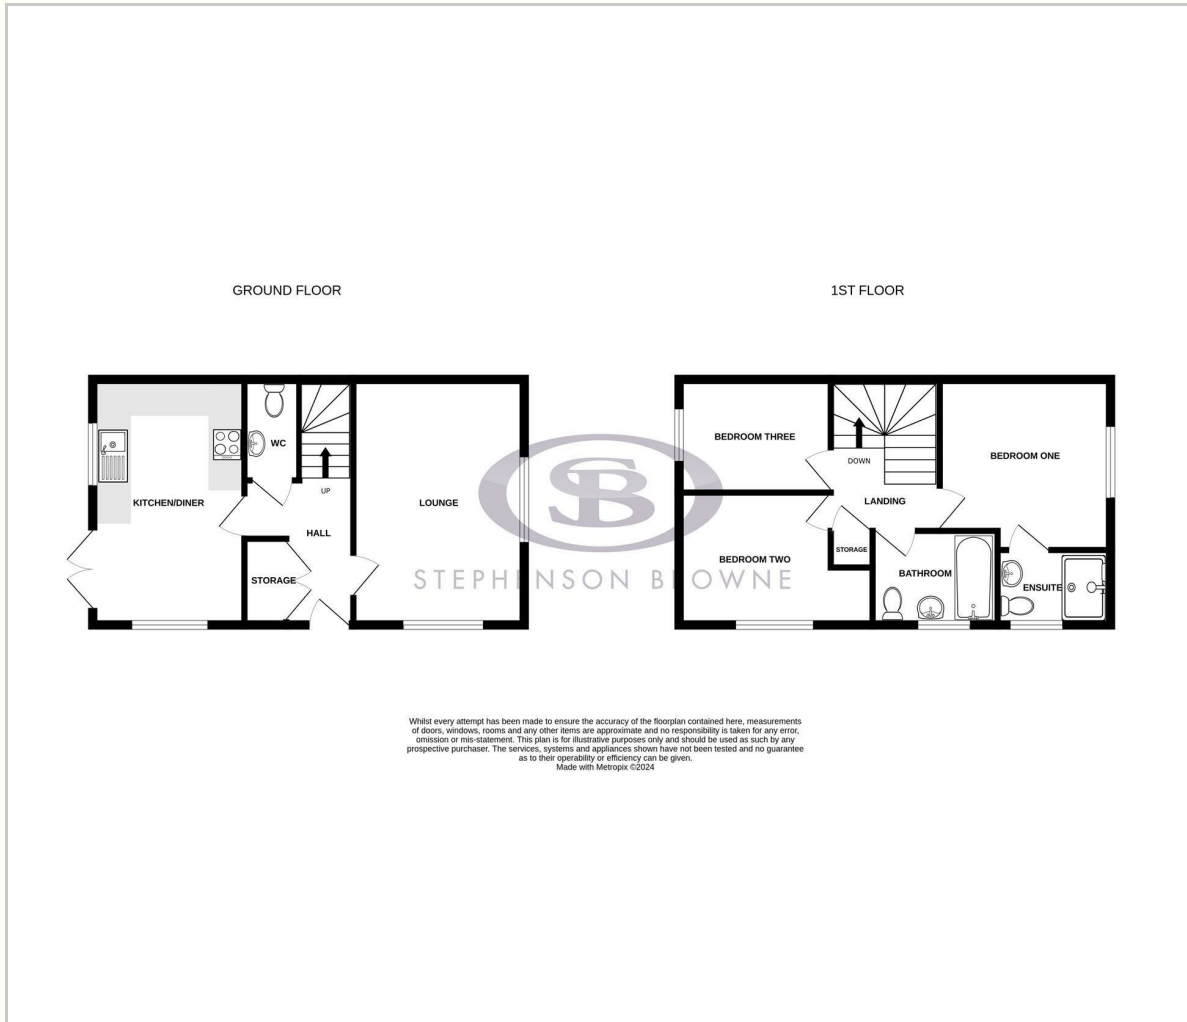 GROUND FLOOR
1ST FLOOR
WC
UP
KITCHEN/DINER
HALL
STORAGE
LOUNGE
BEDROOM THREE
DOWN
LANDING
BEDROOM ONE
BEDROOM TWO
STORAGE
BATHROOM
ENSUITE
SB
STEPHENSON BROWNE
Whilst every attempt has been made to ensure the accuracy of the floorplan contained here, measurements
of doors, windows, rooms and any other items are approximate and no responsibility is taken for any error,
omission or mis-statement. This plan is for illustrative purposes only and should be used as such by any
prospective purchaser. The services, systems and appliances shown have not been tested and no guarantee
as to their operability or efficiency can be given.
Made with Metropix ©2024